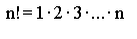 n! = 1 · 2 · 3 · ... · n